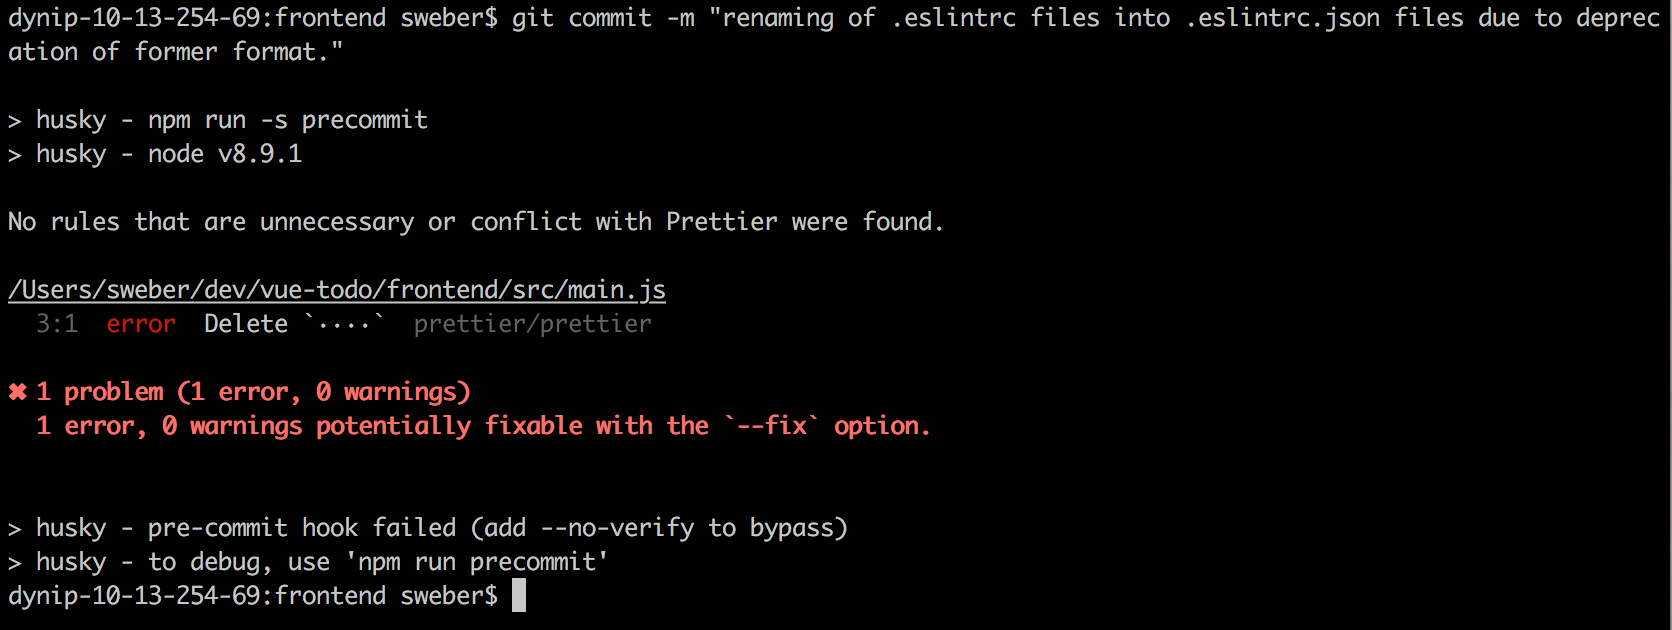 dynip-10-13-254-69:frontend sweber$ git commit -m "renaming of .eslintrc files into .eslintrc.json files due to deprec
ation of former format."
> husky - npm run -s precommit
> husky - node v8.9.1
No rules that are unnecessary or conflict with Prettier were found.
/Users/sweber/dev/vue-todo/frontend/src/main.js
3:1  error  Delete `····`  prettier/prettier
✖ 1 problem (1 error, 0 warnings)
1 error, 0 warnings potentially fixable with the `--fix` option.
> husky - pre-commit hook failed (add --no-verify to bypass)
> husky - to debug, use 'npm run precommit'
dynip-10-13-254-69:frontend sweber$